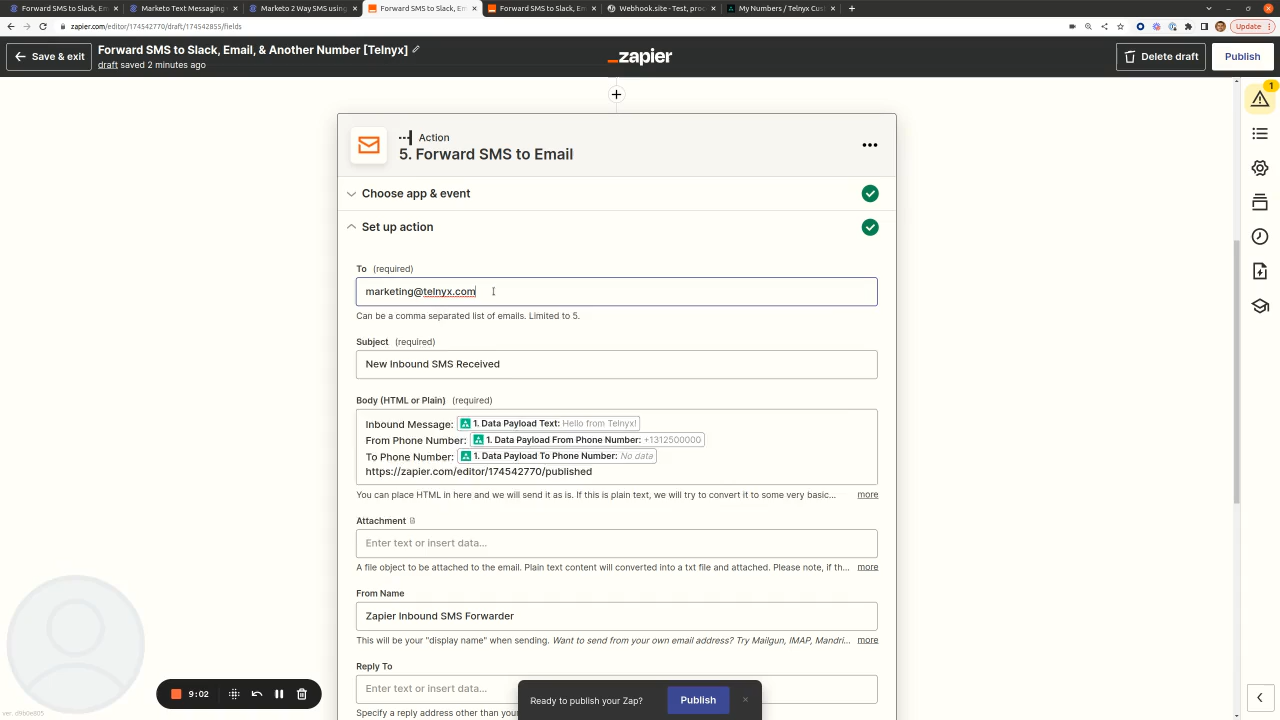 Forward SMS to Slack, Em
Marketo Text Messaging
Marketo 2 Way SMS using
Forward SMS to Slack, E
Forward SMS to Slack, Em
Webhook.site - Test, pro
My Numbers / Telnyx Cus
zapier.com/editor/174542770/draft/174542855/fields
Update
Save & exit
Forward SMS to Slack, Email, & Another Number [Telnyx]
draft saved 2 minutes ago
zapier
Delete draft
Publish
1
Action
5. Forward SMS to Email
Choose app & event
Set up action
To (required)
marketing@telnyx.com
Can be a comma separated list of emails. Limited to 5.
Subject (required)
New Inbound SMS Received
Body (HTML or Plain) (required)
Inbound Message: 1. Data Payload Text: Hello from Telnyx!
From Phone Number: 1. Data Payload From Phone Number: +1312500000
To Phone Number: 1. Data Payload To Phone Number: No data
https://zapier.com/editor/174542770/published
You can place HTML in here and we will send it as is. If this is plain text, we will try to convert it to some very basic... more
Attachment
Enter text or insert data...
A file object to be attached to the email. Plain text content will converted into a txt file and attached. Please note, if th... more
From Name
Zapier Inbound SMS Forwarder
This will be your "display name" when sending. Want to send from your own email address? Try Mailgun, IMAP, Mandri... more
Reply To
Enter text or insert data...
Specify a reply address other than your
Ready to publish your Zap?
Publish
9:02
ver. d9b0e805